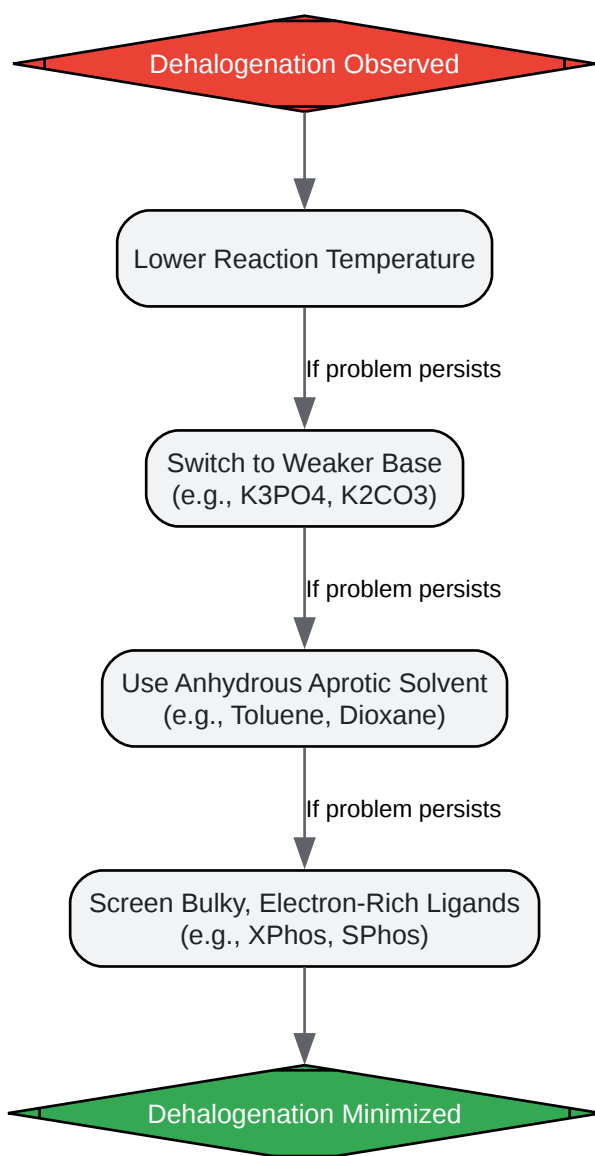 Dehalogenation Observed
Lower Reaction Temperature
If problem persists
Switch to Weaker Base
(e.g., K3PO4, K2CO3)
If problem persists
Use Anhydrous Aprotic Solvent
(e.g., Toluene, Dioxane)
If problem persists
Screen Bulky, Electron-Rich Ligands
(e.g., XPhos, SPhos)
Dehalogenation Minimized